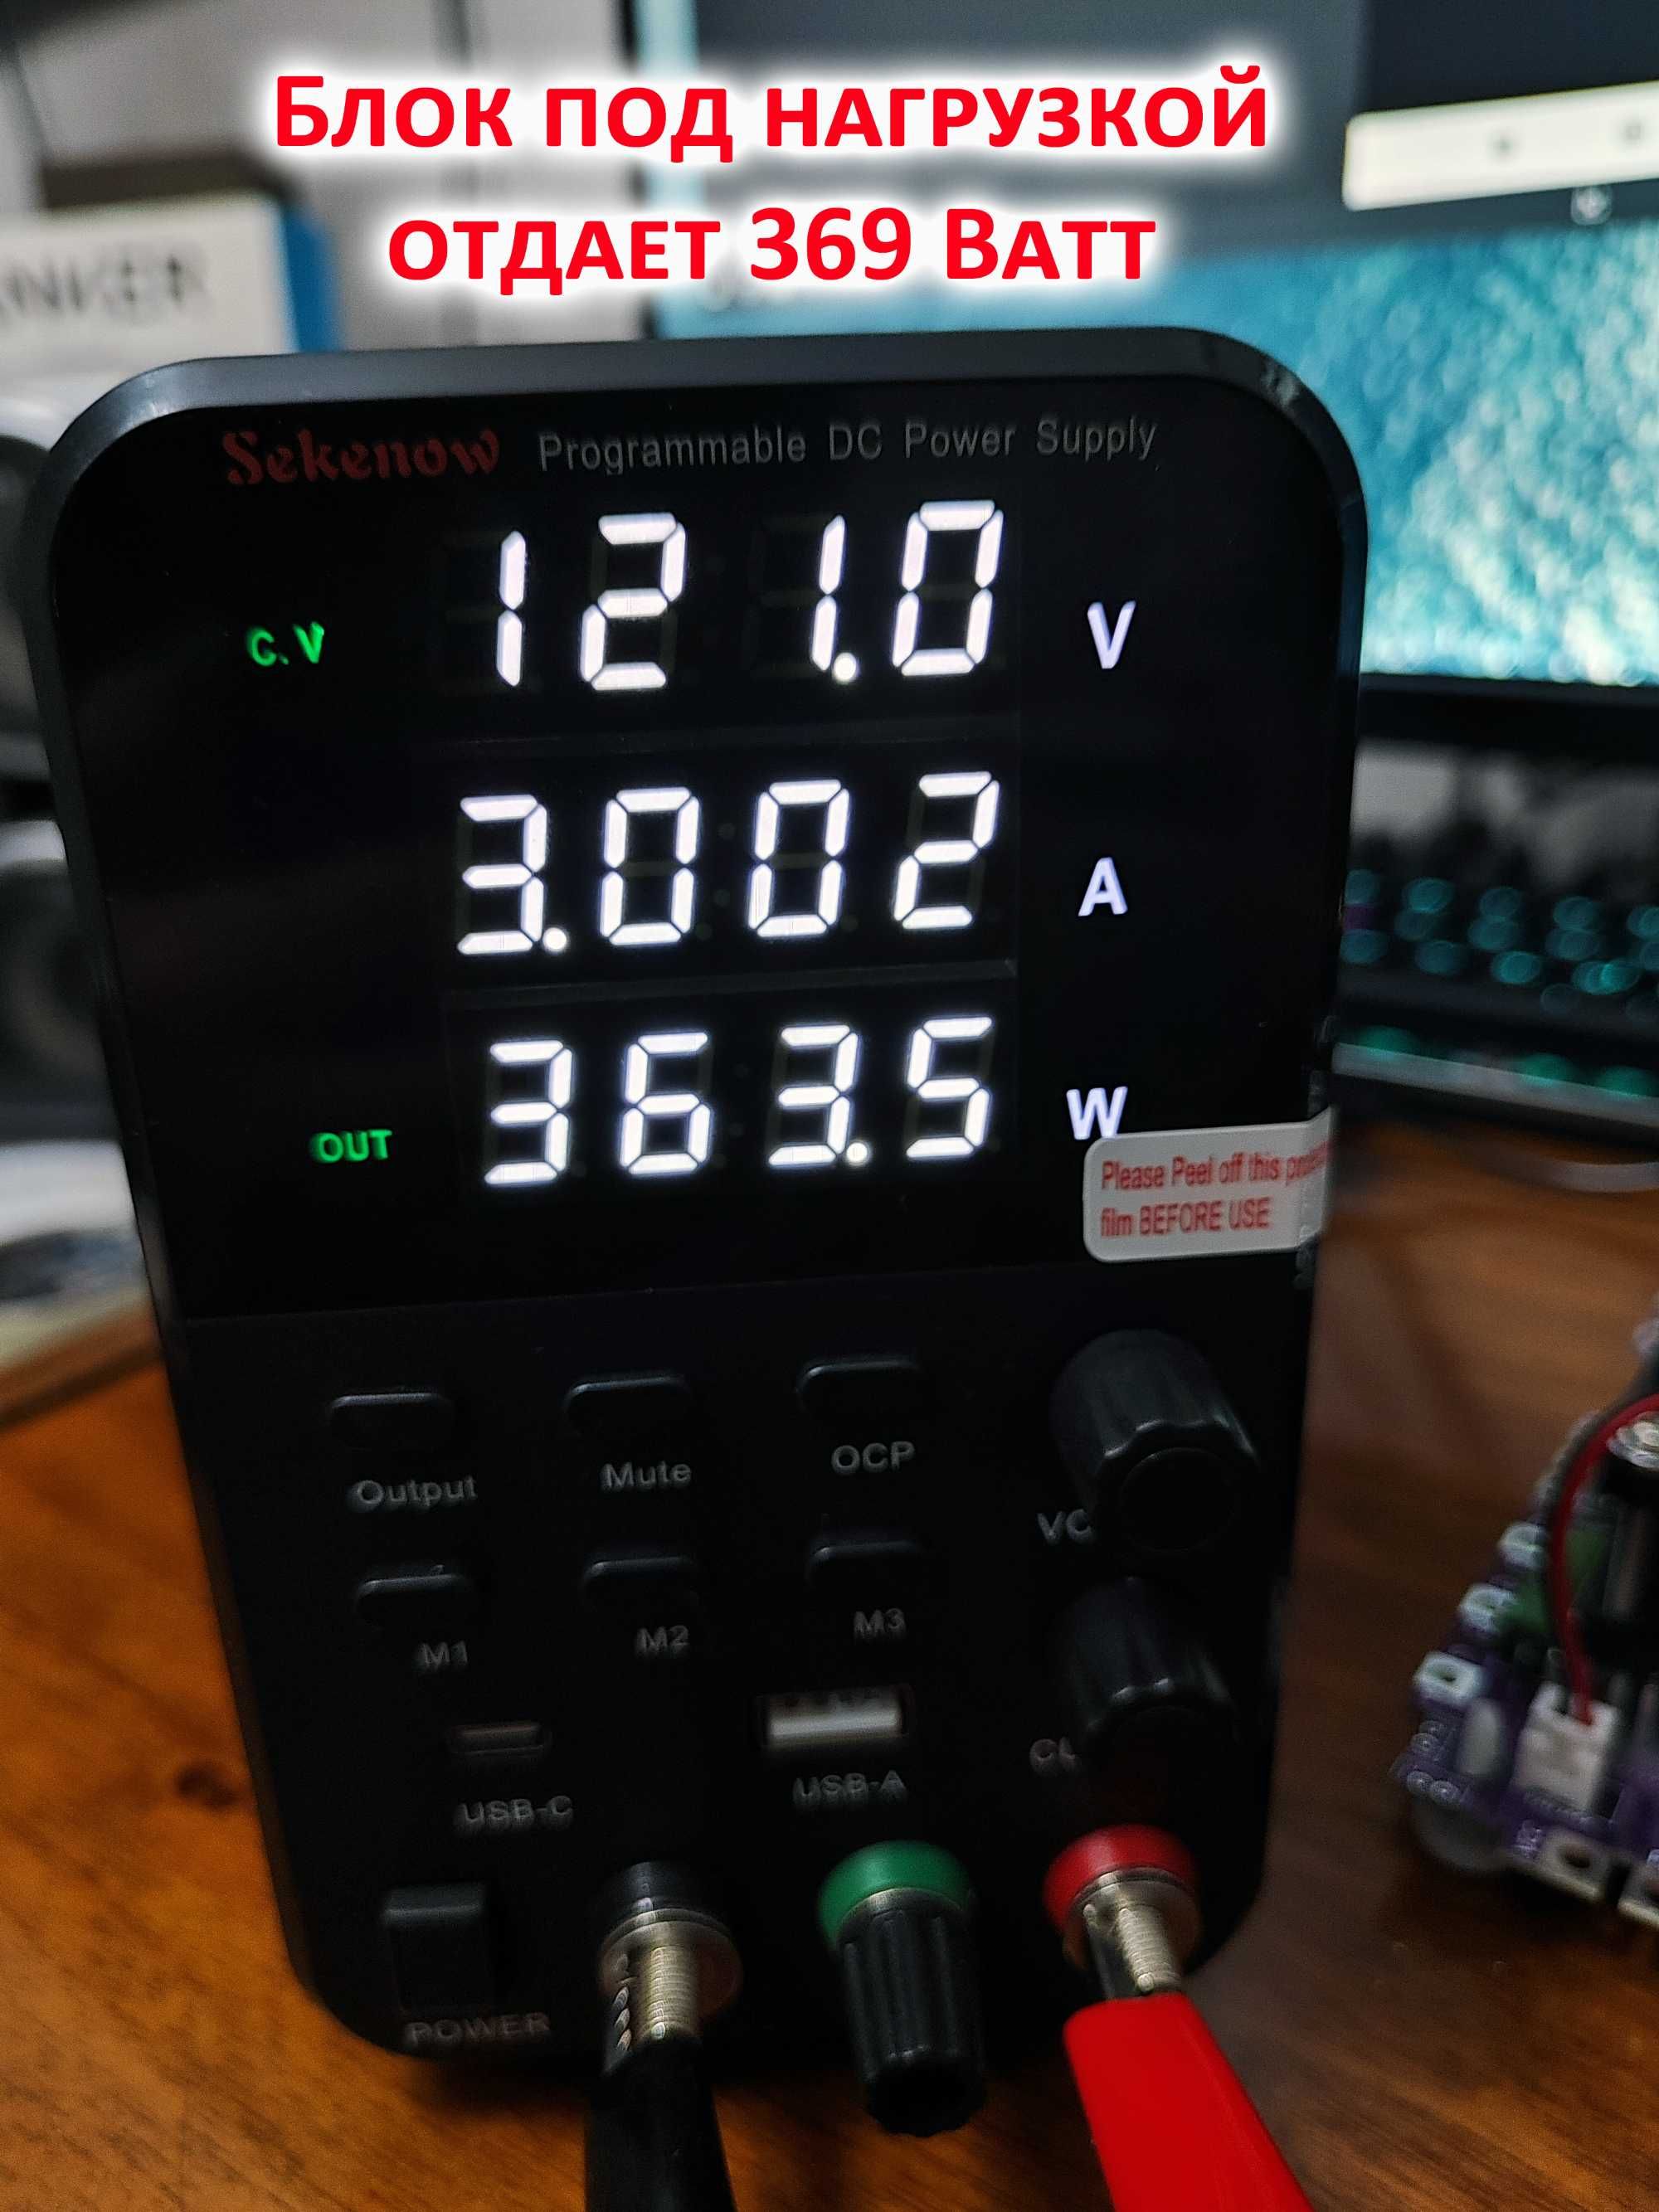 Блок под нагрузкой
отдает 369 Ватт
ANKER
Sekenow Programmable DC Power Supply
C.V 121.0 V
3.002 A
OUT 363.5 W
Please Peel off this
film BEFORE USE
Output Mute OCP
M1 M2 M3
USB-C USB-A
POWER